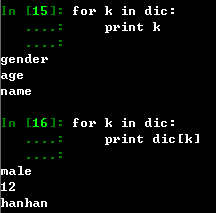 In [15]: for k in dic:
   ....:     print k
   ....:
gender
age
name
In [16]: for k in dic:
   ....:     print dic[k]
   ....:
male
12
hanhan